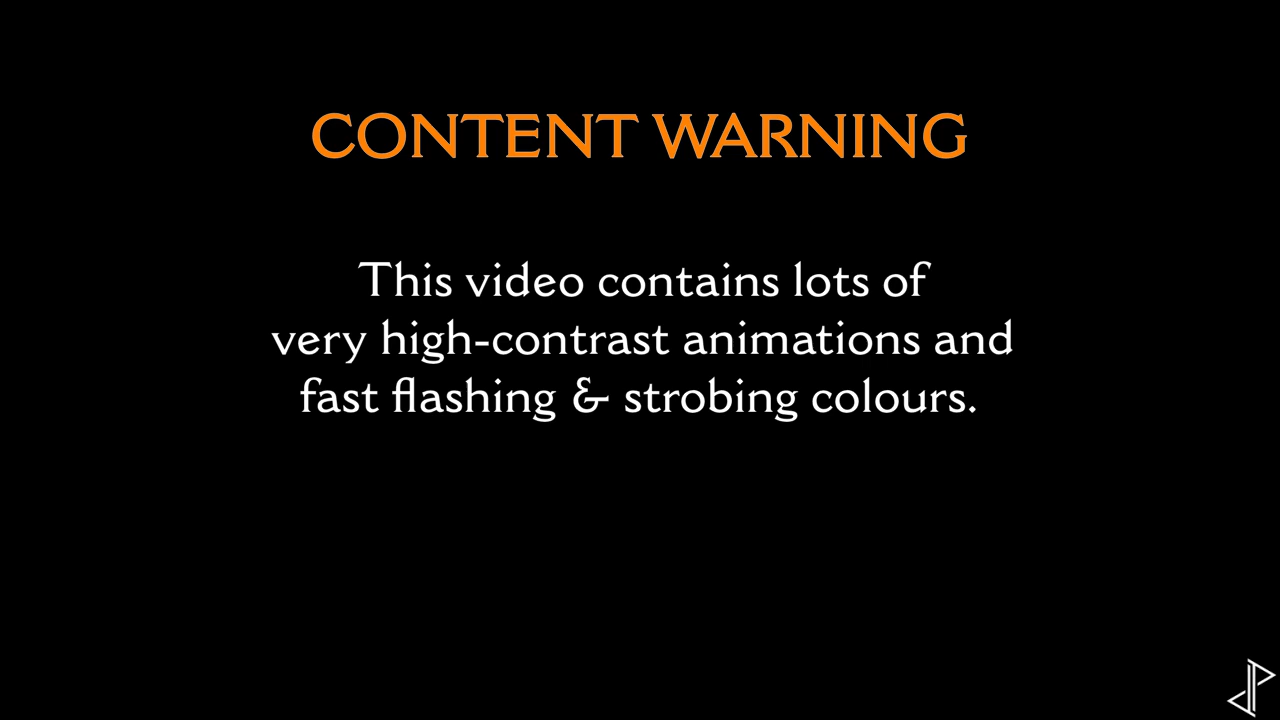 CONTENT WARNING
This video contains lots of
very high-contrast animations and
fast flashing & strobing colours.